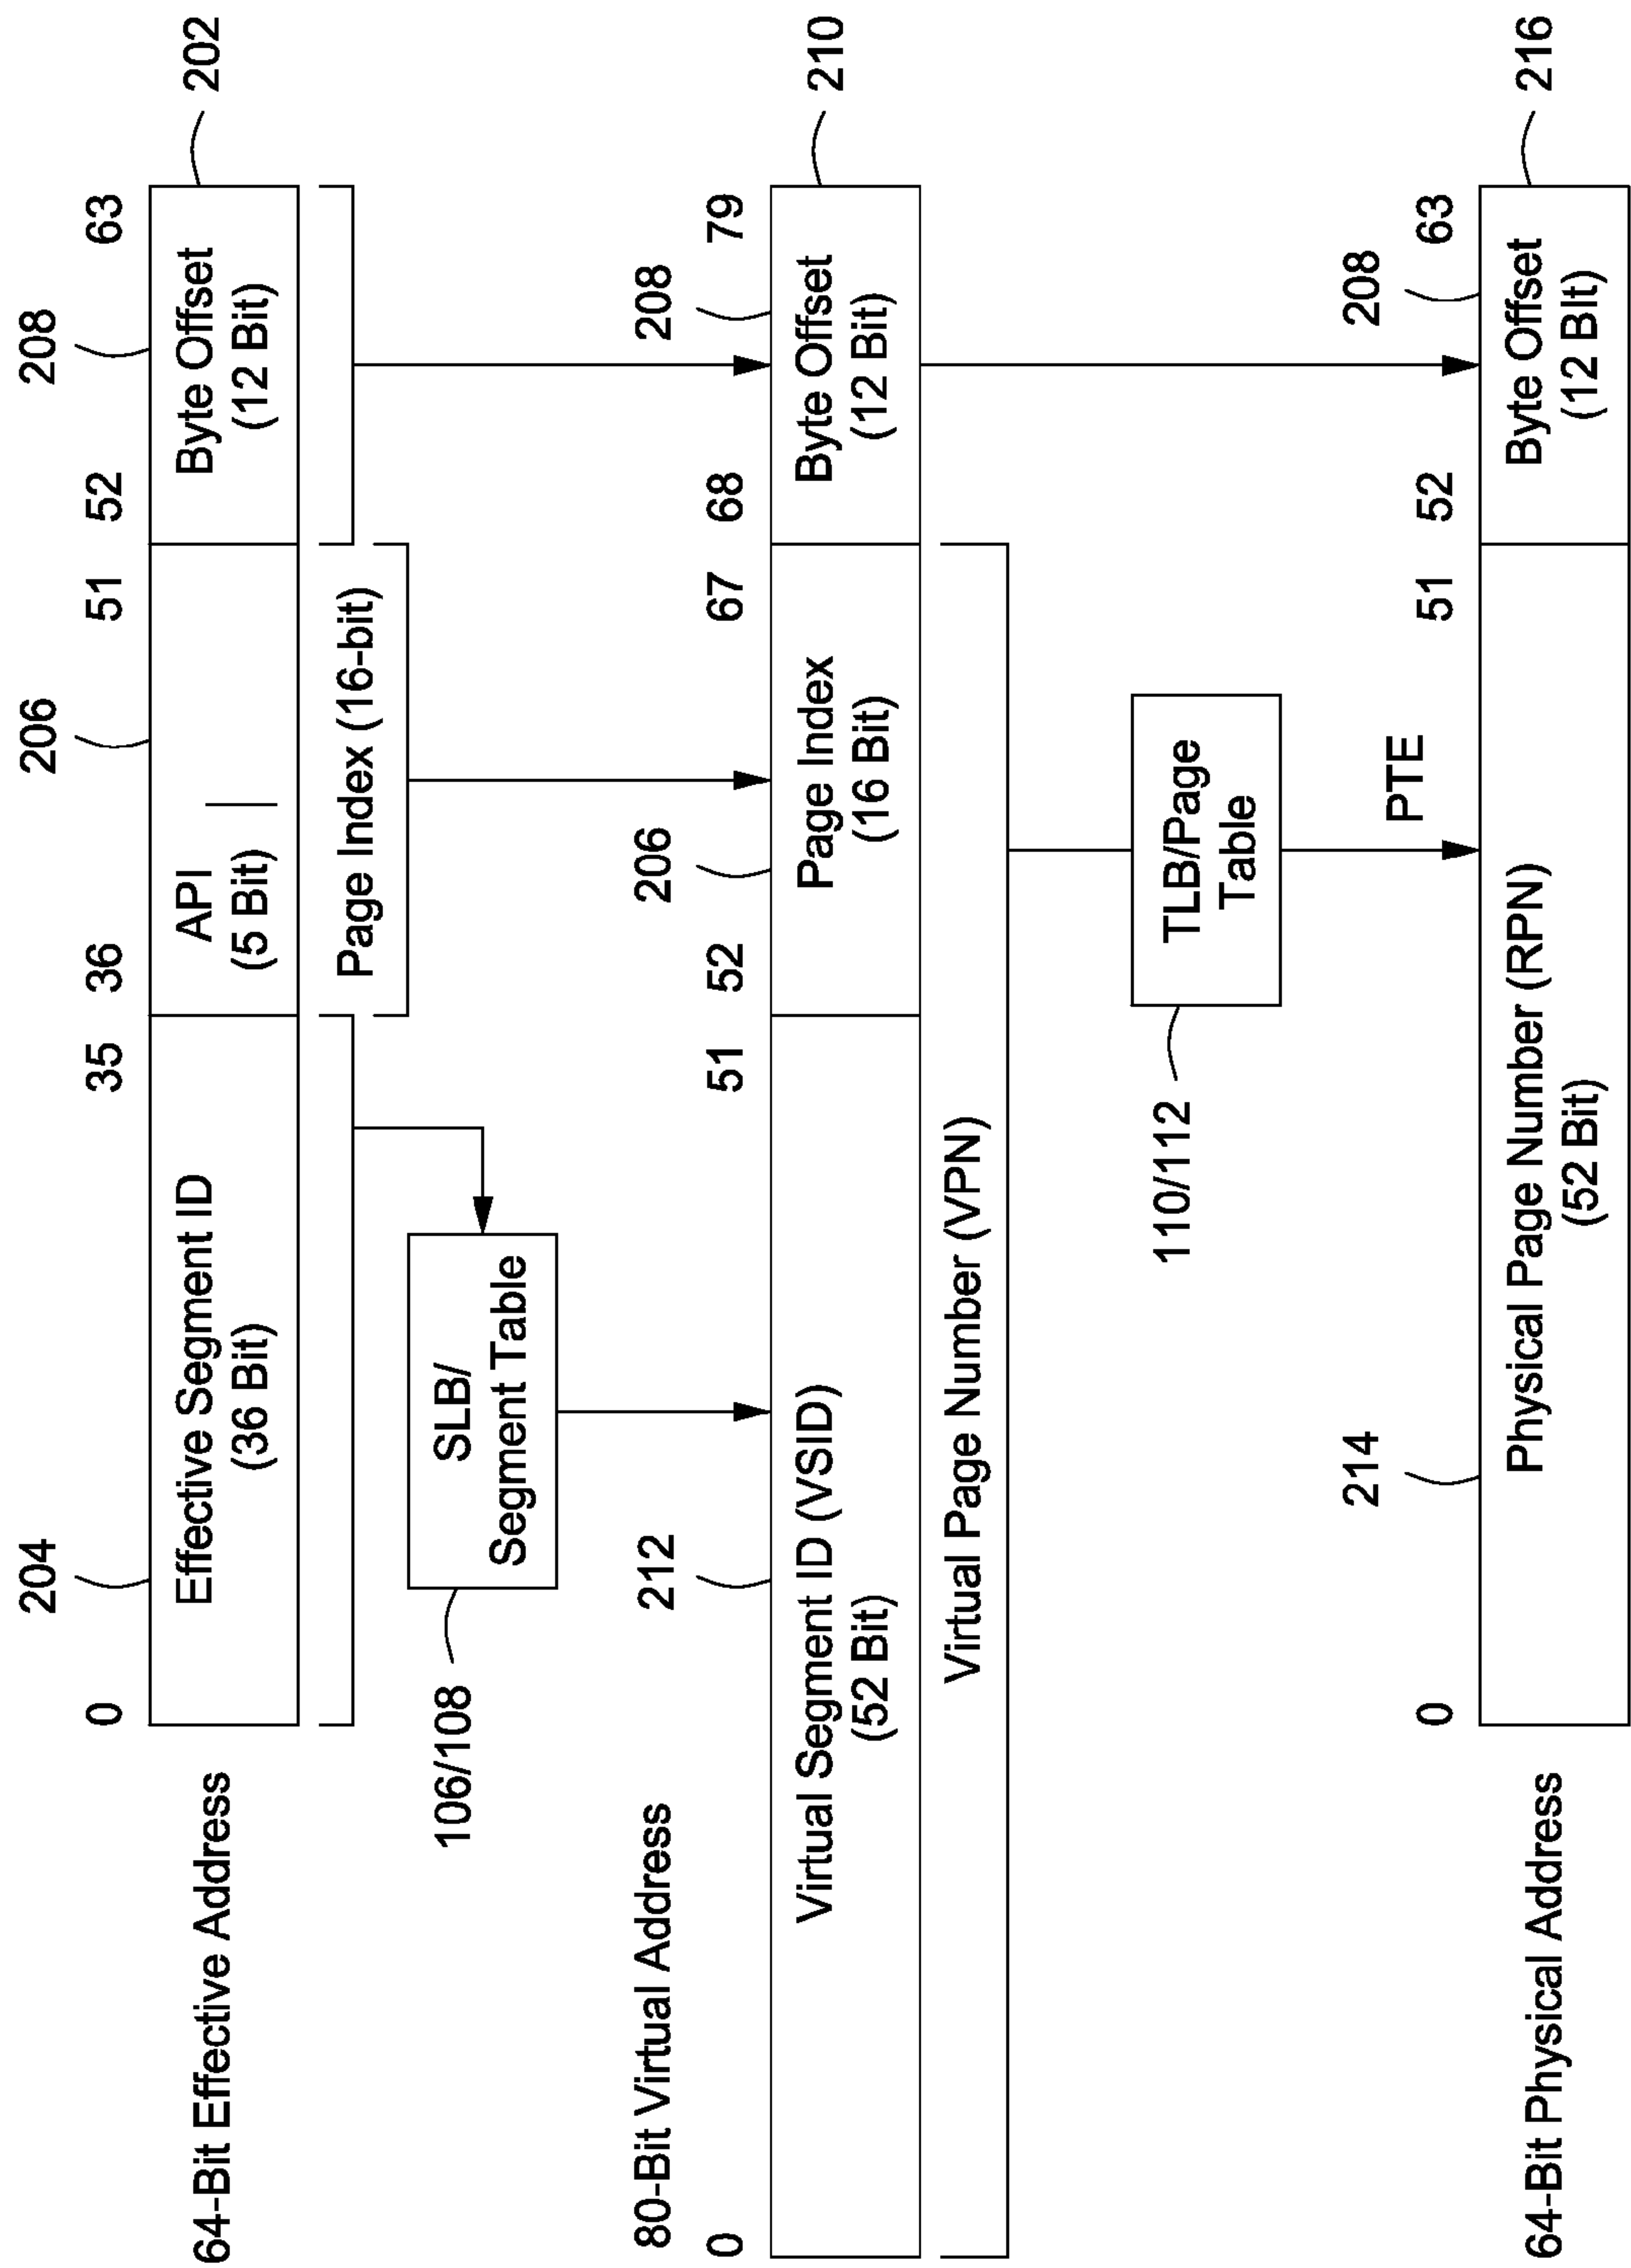 208
206
204
202
0
35
36
51
52
63
64-Bit Effective Address
Effective Segment ID
(36 Bit)
API
(5 Bit)
Byte Offset
(12 Bit)
Page Index (16-bit)
106/108
SLB/
Segment Table
80-Bit Virtual Address
212
206
208
210
0
51
52
67
68
79
Virtual Segment ID (VSID)
(52 Bit)
Page Index
(16 Bit)
Byte Offset
(12 Bit)
Virtual Page Number (VPN)
110/112
TLB/Page
Table
PTE
214
208
216
0
51
52
63
64-Bit Physical Address
Physical Page Number (RPN)
(52 Bit)
Byte Offset
(12 BIt)